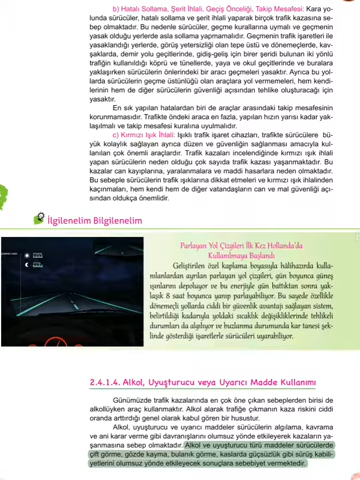 b) Hatalı Sollama, Şerit İhlali, Geçiş Önceliği, Takip Mesafesi: Kara yo-
lunda sürücüler, hatalı sollama ve şerit ihlali yaparak birçok trafik kazasına se-
bep olmaktadır. Bu nedenle sürücüler, geçme kurallarına uymalı ve geçmenin
yasak olduğu yerlerde asla sollama yapmamalıdır. Geçmenin trafik işaretleri ile
yasaklandığı yerlerde, görüş yetersizliği olan tepe üstü ve dönemeçlerde, kav-
şaklarda, demir yolu geçitlerinde, gidiş-geliş için birer şeridi bulunan iki yönlü
trafiğin kullanıldığı köprü ve tünellerde, yaya ve okul geçitlerinde ve buralara
yaklaşırken sürücülerin önlerindeki bir aracı geçmeleri yasaktır. Ayrıca bu yol-
larda sürücülerin geçme üstünlüğü olan araçlara yol vermemeleri, hem kendi-
lerinin hem de diğer sürücülerin güvenliği açısından tehlike oluşturacağı için
yasaktır.
En sık yapılan hatalardan biri de araçlar arasındaki takip mesafesinin
korunmamasıdır. Trafikte öndeki araca en fazla, yapılan hızın yarısı kadar yak-
laşılmalı ve takip mesafesi kuralına uyulmalıdır.
c) Kırmızı Işık İhlali: Işıklı trafik işaret cihazları, trafikte sürücülere bü-
yük kolaylık sağlayan ayrıca düzen ve güvenliğin sağlanması amacıyla kul-
lanılan çok önemli araçlardır. Trafik kazaları incelendiğinde kırmızı ışık ihlali
yapan sürücülerin neden olduğu çok sayıda trafik kazası yaşanmaktadır. Bu
kazalar can kayıplarına, yaralanmalara ve maddi hasarlara neden olmaktadır.
Bu sebeple sürücülerin trafik ışıklarına dikkat etmeleri ve kırmızı ışık ihlalinden
kaçınmaları, hem kendi hem de diğer vatandaşların can ve mal güvenliği açı-
sından oldukça önemlidir.
İlgilenelim Bilgilenelim
Parlayan Yol Çizgileri İlk Kez Hollanda'da
Kullanılmaya Başlandı
Geliştirilen özel kaplama boyasıyla hâlihazırda kulla-
nılanlardan ayrılan parlayan yol çizgileri, gün boyunca güneş
ışınlarını depoluyor ve bu enerjiyle gün battıktan sonra yak-
laşık 8 saat boyunca yanıp parlayabiliyor. Bu sayede özellikle
dönemeçli yollarda ciddi bir güvenlik avantajı sağlayan sistem,
belirtildiği kadarıyla yoldaki sıcaklık değişikliklerinde tehlikeli
durumları da algılıyor ve buzlanma durumunda kar tanesi şek-
linde gösterdiği işaretlerle sürücüleri uyarabiliyor.
2.4.1.4. Alkol, Uyuşturucu veya Uyarıcı Madde Kullanımı
Günümüzde trafik kazalarında en çok öne çıkan sebeplerden birisi de
alkollüyken araç kullanmaktır. Alkol alarak trafiğe çıkmanın kaza riskini ciddi
oranda arttırdığı genel olarak kabul gören bir husustur.
Alkol, uyuşturucu ve uyarıcı maddeler sürücülerin algılama, kavrama
ve ani karar verme gibi davranışlarını olumsuz yönde etkileyerek kazaların ya-
şanmasına sebep olmaktadır. Alkol ve uyuşturucu türü maddeler sürücülerde
çift görme, gözde kayma, bulanık görme, kaslarda güçsüzlük gibi sürüş kabili-
yetlerini olumsuz yönde etkileyecek sonuçlara sebebiyet vermektedir.